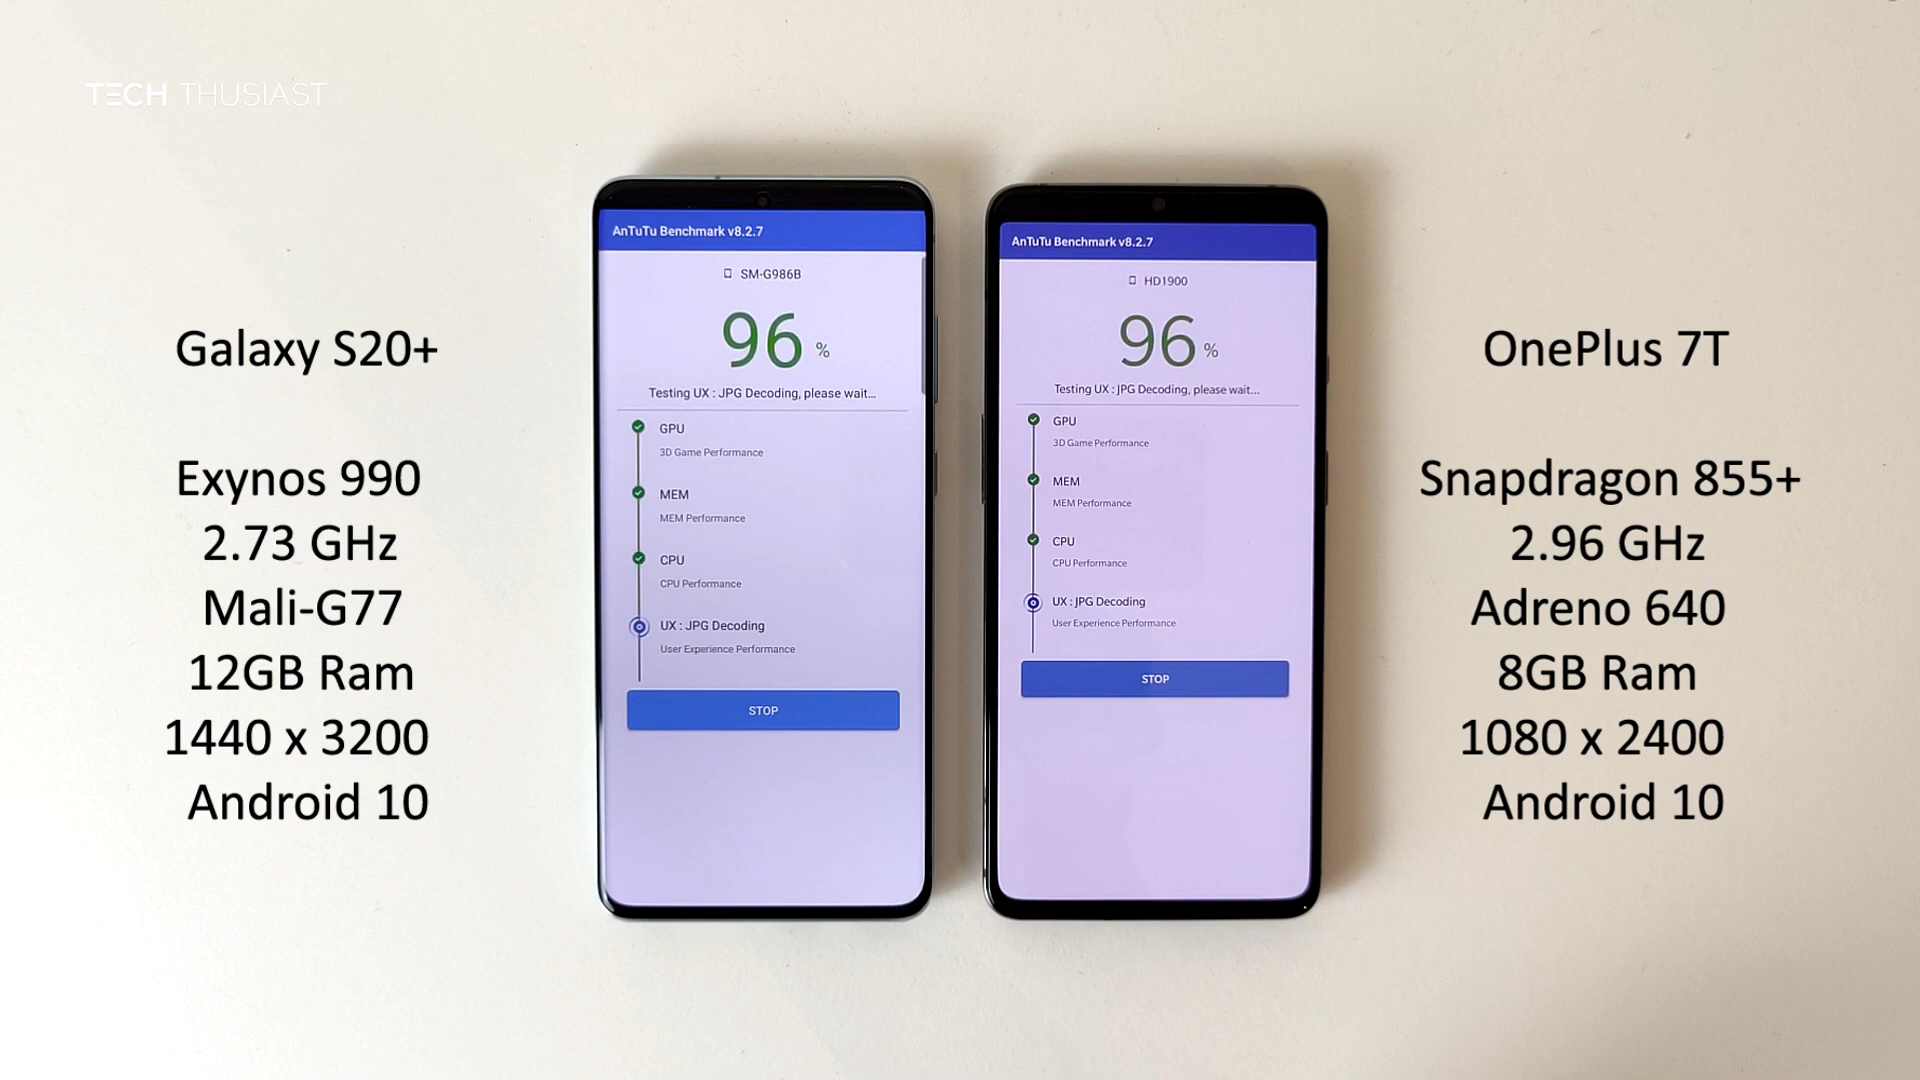 TECH THUSIAST
Galaxy S20+
Exynos 990
2.73 GHz
Mali-G77
12GB Ram
1440 x 3200
Android 10
AnTuTu Benchmark v8.2.7
SM-G986B
96 %
Testing UX : JPG Decoding, please wait...
GPU
3D Game Performance
MEM
MEM Performance
CPU
CPU Performance
UX : JPG Decoding
User Experience Performance
STOP
AnTuTu Benchmark v8.2.7
HD1900
96 %
Testing UX : JPG Decoding, please wait...
GPU
3D Game Performance
MEM
MEM Performance
CPU
CPU Performance
UX : JPG Decoding
User Experience Performance
STOP
OnePlus 7T
Snapdragon 855+
2.96 GHz
Adreno 640
8GB Ram
1080 x 2400
Android 10